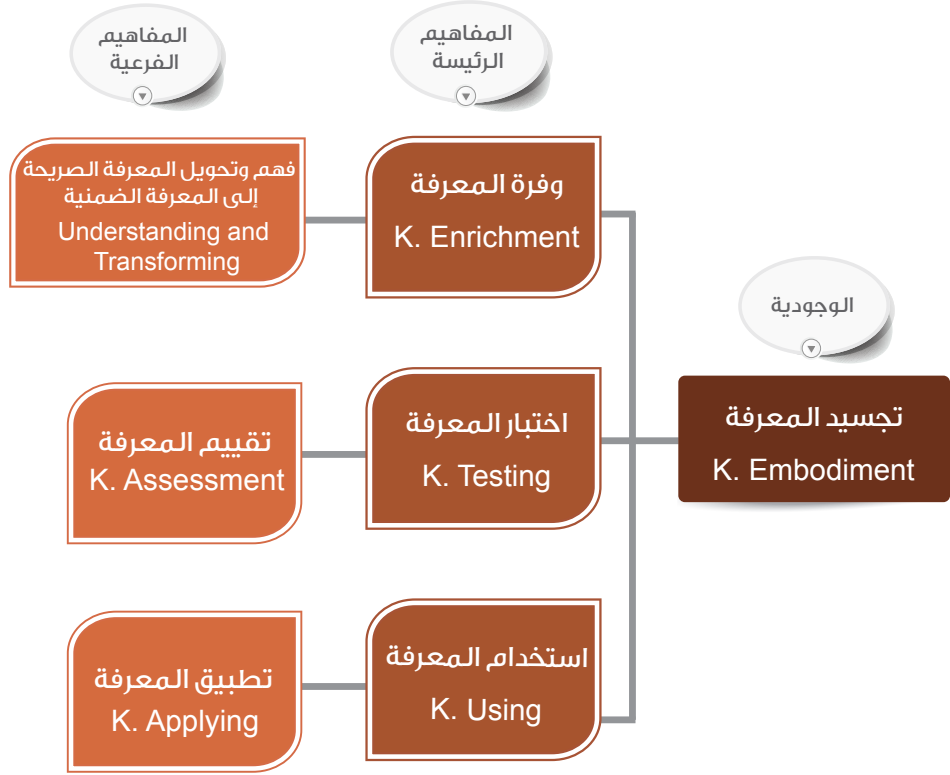 المفاهيم
الرئيسة
المفاهيم
الفرعية
الوجودية
تجسيد المعرفة
K. Embodiment
وفرة المعرفة
K. Enrichment
فهم وتحويل المعرفة الصريحة
إلى المعرفة الضمنية
Understanding and
Transforming
اختبار المعرفة
K. Testing
تقييم المعرفة
K. Assessment
استخدام المعرفة
K. Using
تطبيق المعرفة
K. Applying